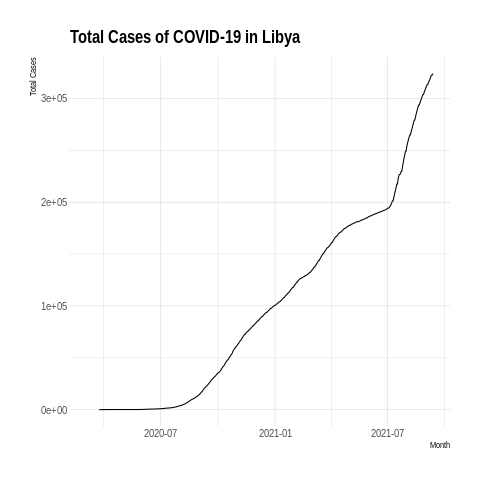 Total Cases of COVID-19 in Libya
Total Cases
3e+05
2e+05
1e+05
0e+00
2020-07 2021-01 2021-07
Month